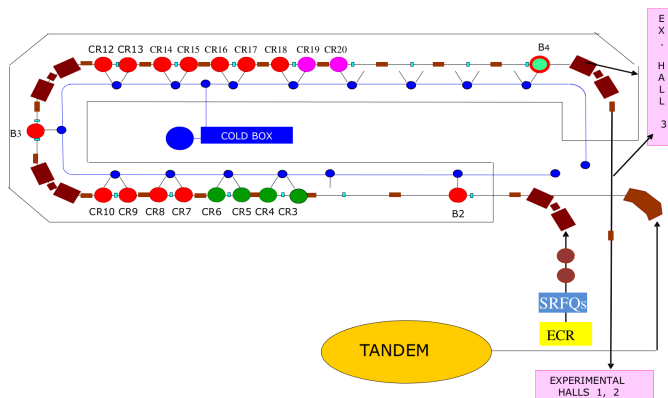 CR12 CR13 CR14 CR15 CR16 CR17 CR18 CR19 CR20 B4
EX. HALL 3
B3
COLD BOX
CR10 CR9 CR8 CR7 CR6 CR5 CR4 CR3 B2
SRFQs
ECR
TANDEM
EXPERIMENTAL
HALLS 1, 2